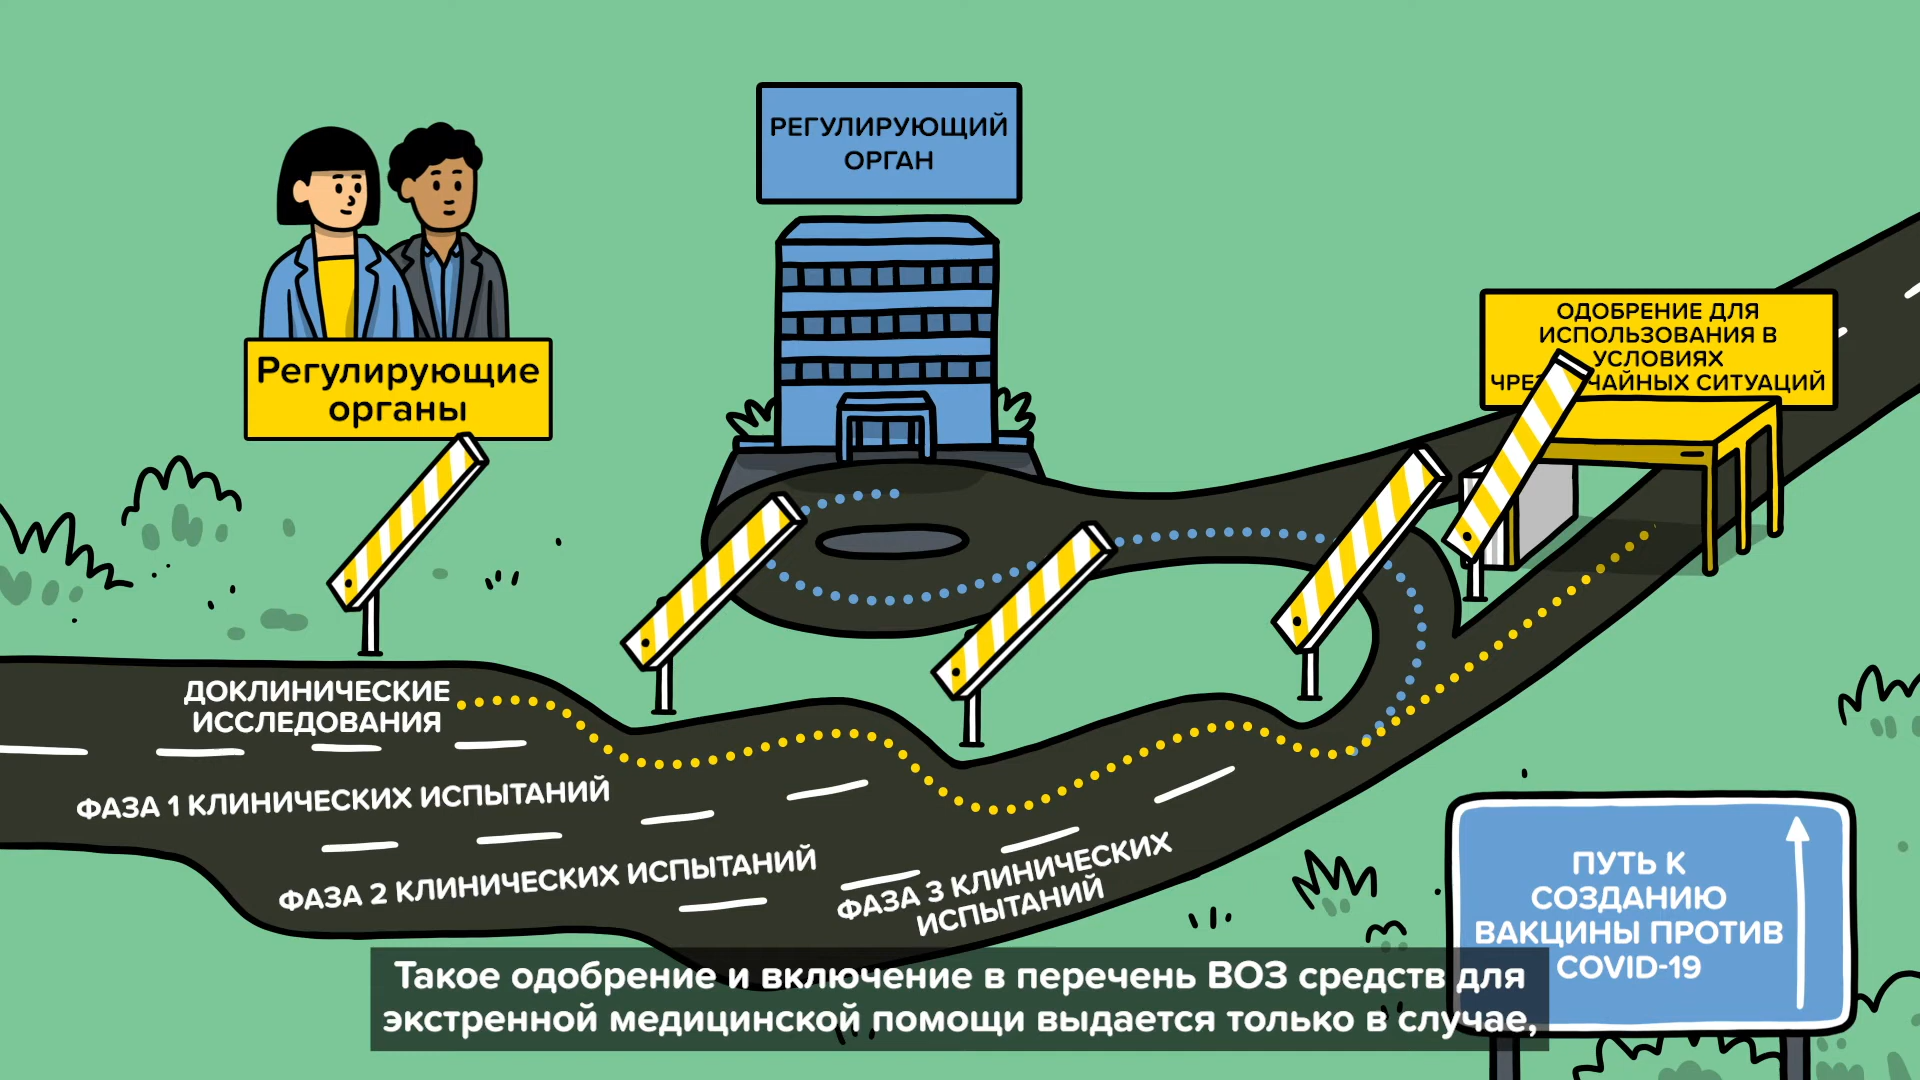 РЕГУЛИРУЮЩИЙ
ОРГАН
Регулирующие
органы
ОДОБРЕНИЕ ДЛЯ
ИСПОЛЬЗОВАНИЯ В
УСЛОВИЯХ
ЧРЕЗВЫЧАЙНЫХ СИТУАЦИЙ
ДОКЛИНИЧЕСКИЕ
ИССЛЕДОВАНИЯ
ФАЗА 1 КЛИНИЧЕСКИХ ИСПЫТАНИЙ
ФАЗА 2 КЛИНИЧЕСКИХ ИСПЫТАНИЙ
ФАЗА 3 КЛИНИЧЕСКИХ
ИСПЫТАНИЙ
ПУТЬ К
СОЗДАНИЮ
ВАКЦИНЫ ПРОТИВ
COVID-19
Такое одобрение и включение в перечень ВОЗ средств для
экстренной медицинской помощи выдается только в случае,